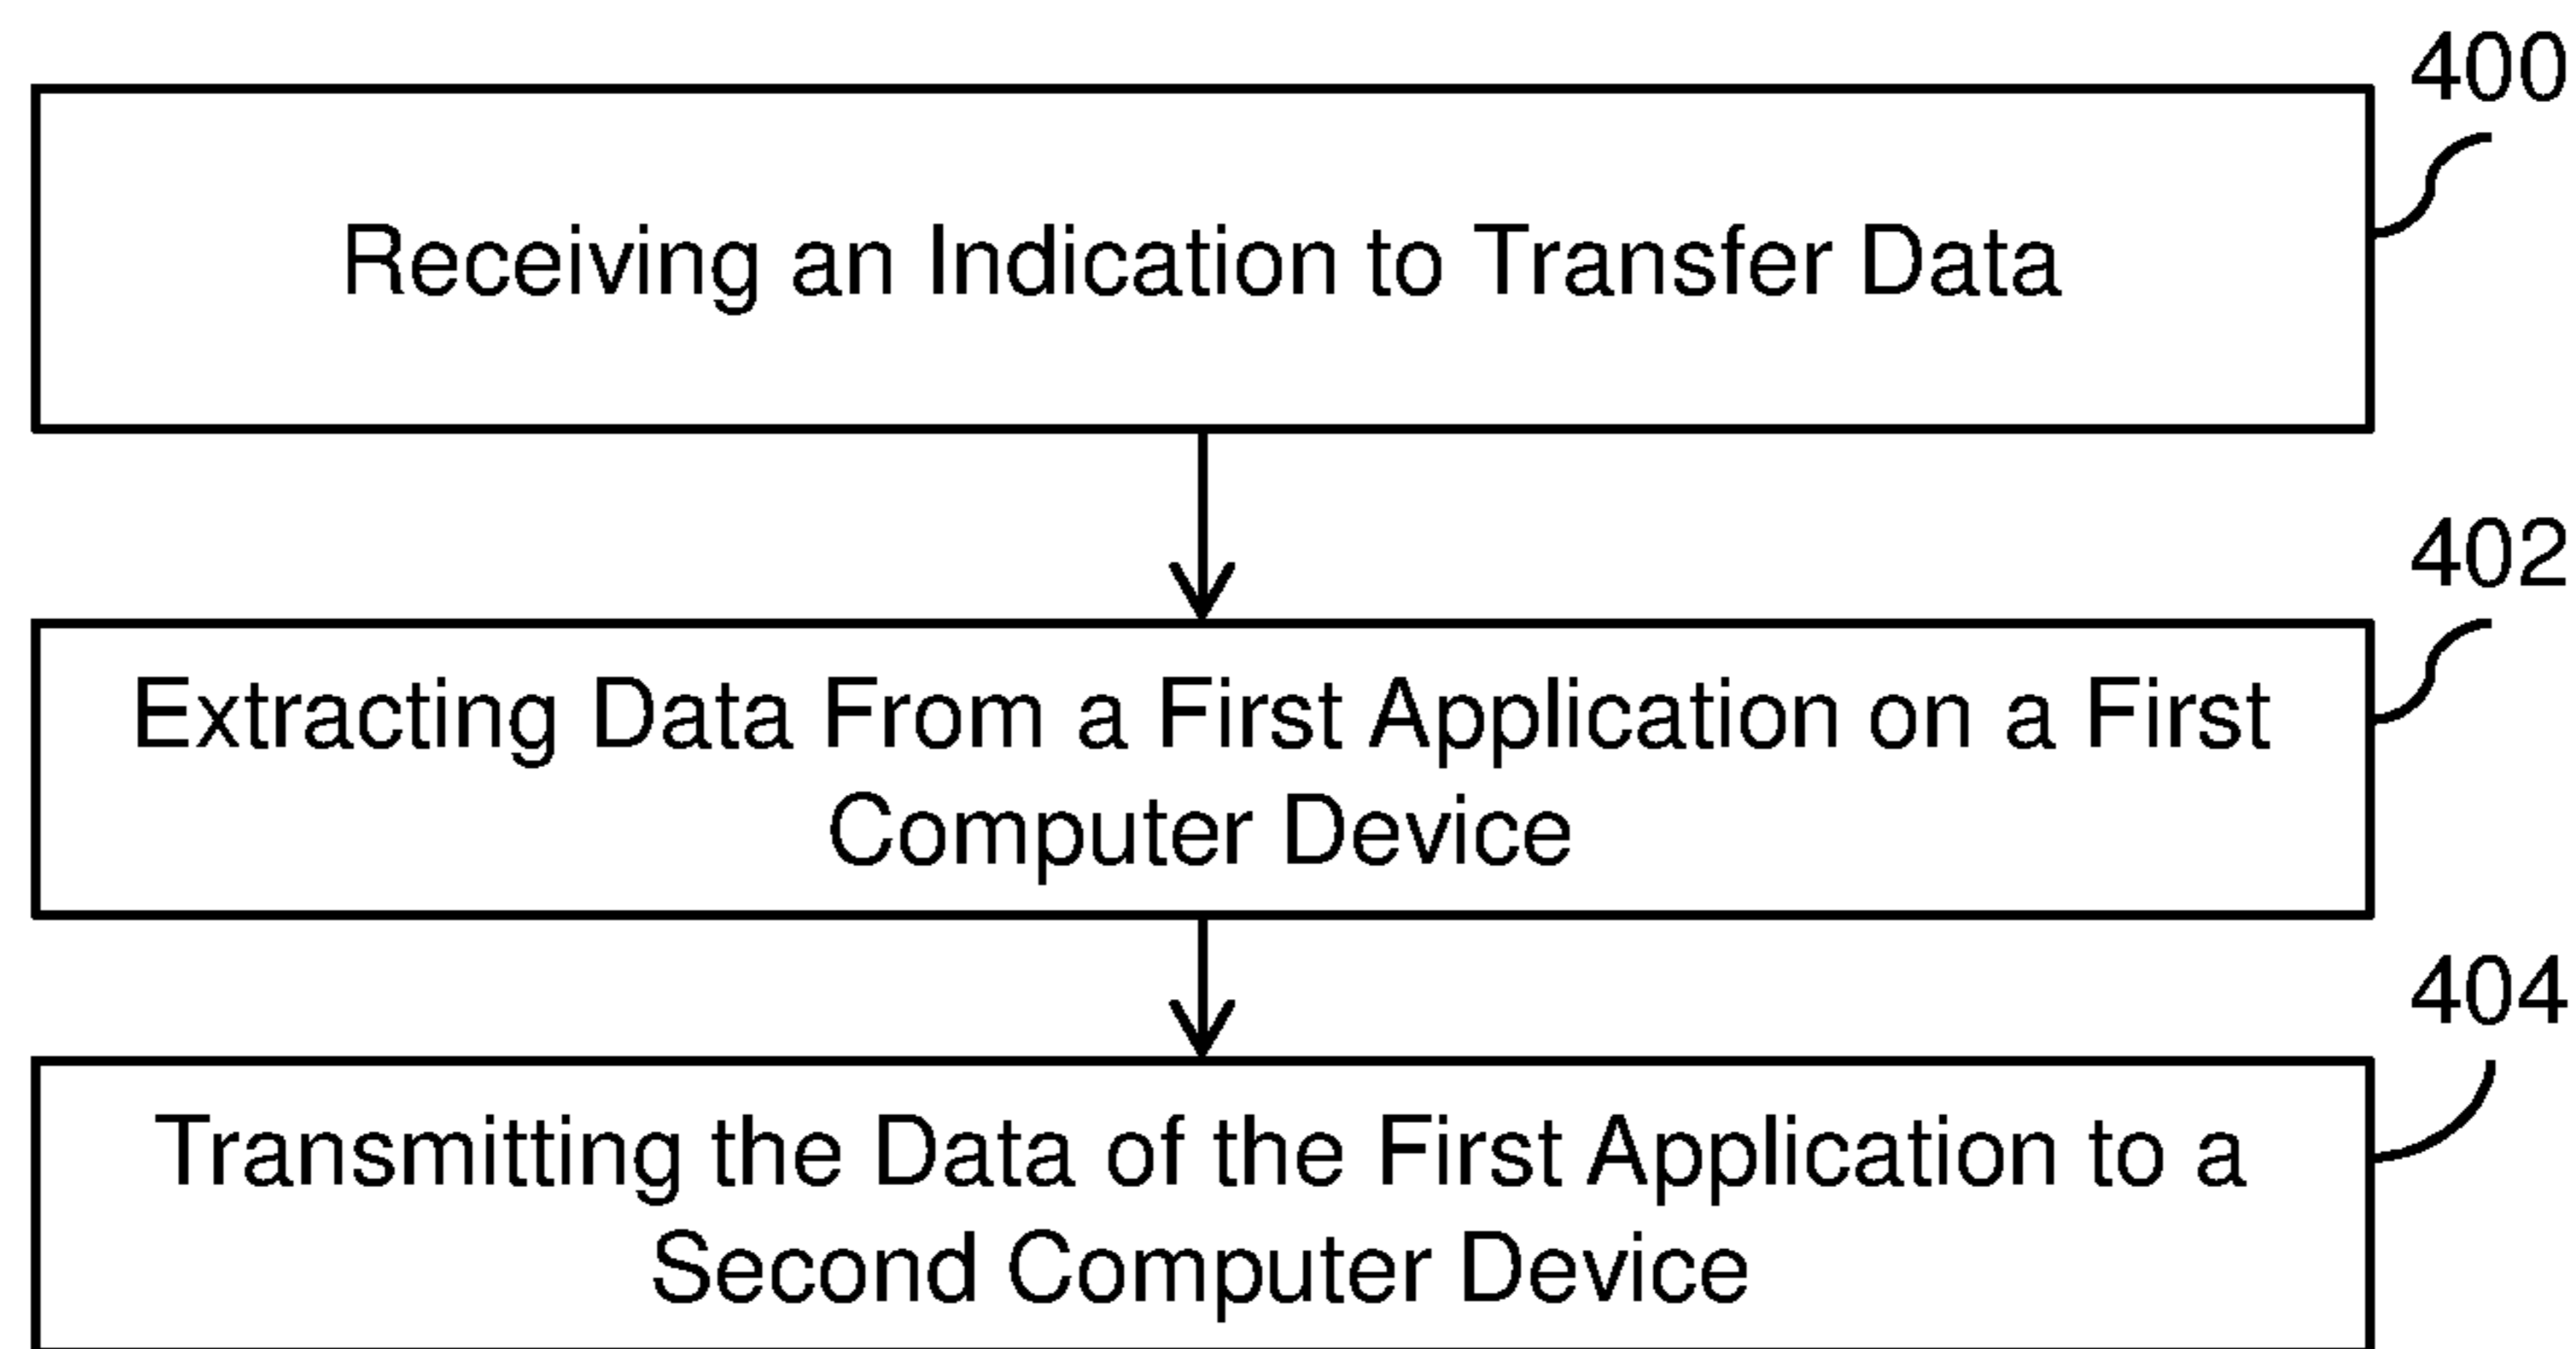 400
Receiving an Indication to Transfer Data
402
Extracting Data From a First Application on a First
Computer Device
404
Transmitting the Data of the First Application to a
Second Computer Device